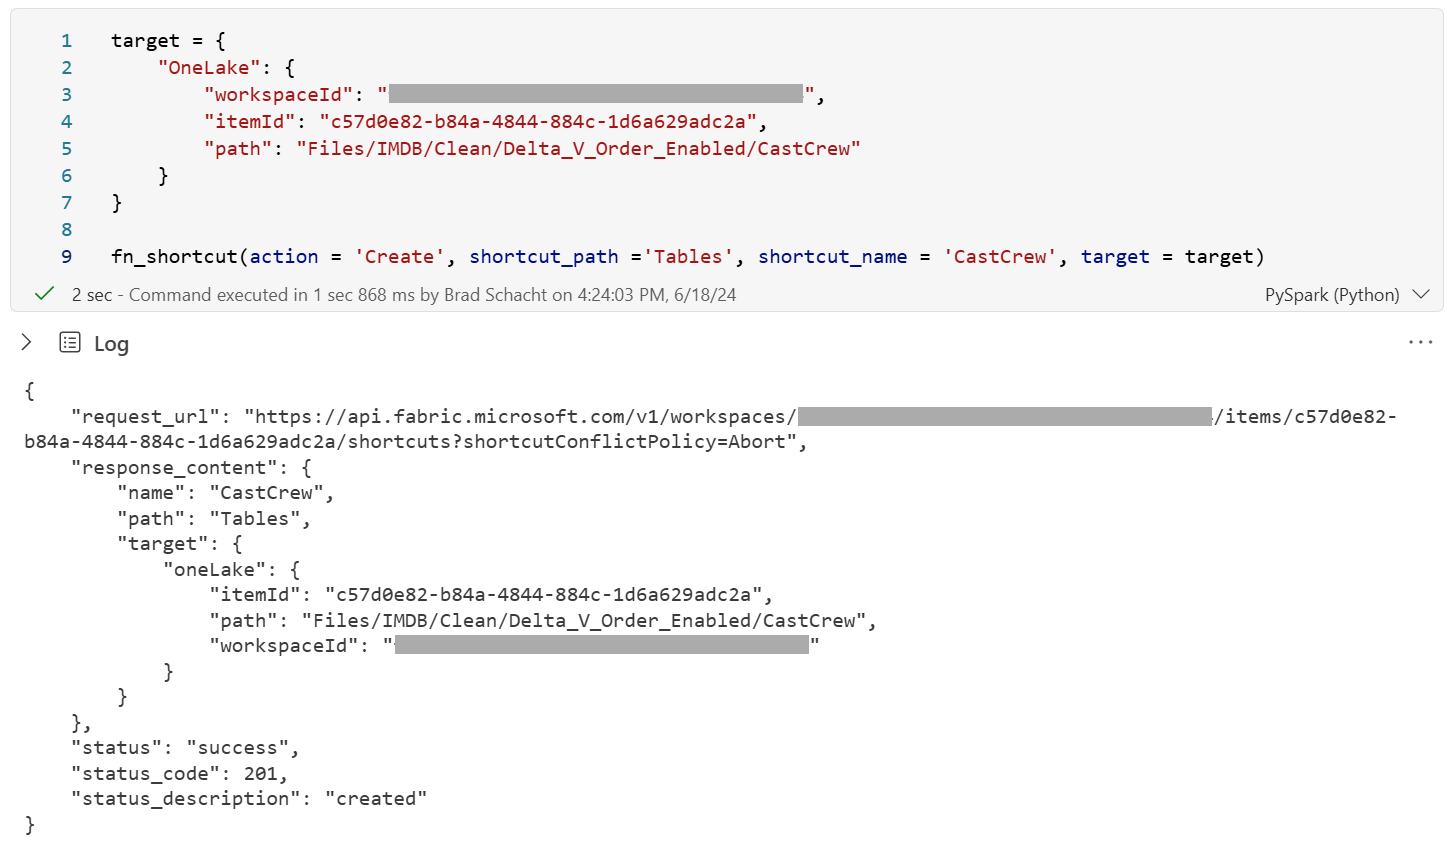 1 target = {
2 "OneLake": {
3 "workspaceId": "",
4 "itemId": "c57d0e82-b84a-4844-884c-1d6a629adc2a",
5 "path": "Files/IMDB/Clean/Delta_V_Order_Enabled/CastCrew"
6 }
7 }
8
9 fn_shortcut(action = 'Create', shortcut_path ='Tables', shortcut_name = 'CastCrew', target = target)
2 sec - Command executed in 1 sec 868 ms by Brad Schacht on 4:24:03 PM, 6/18/24 PySpark (Python)
Log
{
"request_url": "https://api.fabric.microsoft.com/v1/workspaces//items/c57d0e82-
b84a-4844-884c-1d6a629adc2a/shortcuts?shortcutConflictPolicy=Abort",
"response_content": {
"name": "CastCrew",
"path": "Tables",
"target": {
"oneLake": {
"itemId": "c57d0e82-b84a-4844-884c-1d6a629adc2a",
"path": "Files/IMDB/Clean/Delta_V_Order_Enabled/CastCrew",
"workspaceId": ""
}
}
},
"status": "success",
"status_code": 201,
"status_description": "created"
}